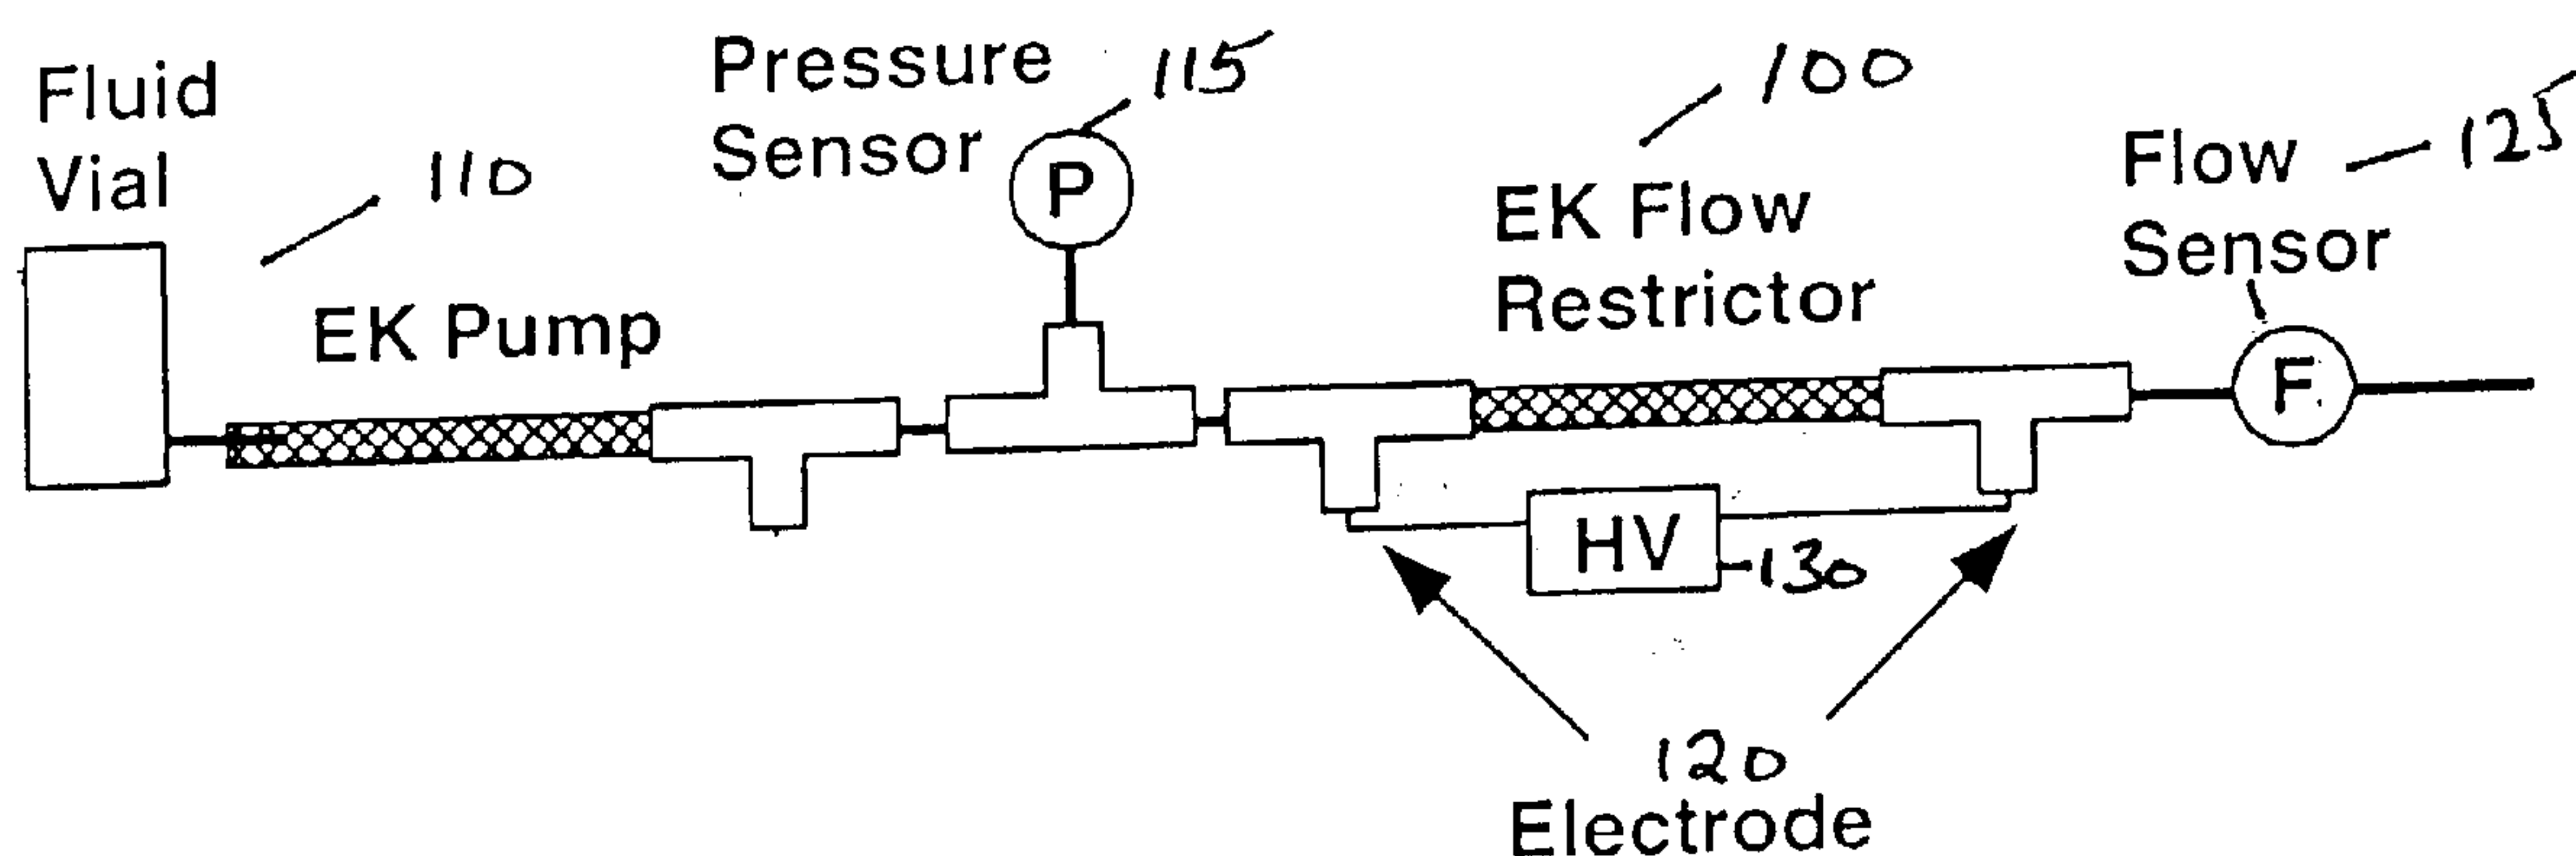 Fluid
Vial
110
EK Pump
Pressure
Sensor
115
P
100
EK Flow
Restrictor
Flow
Sensor
125
F
HV
130
120
Electrode